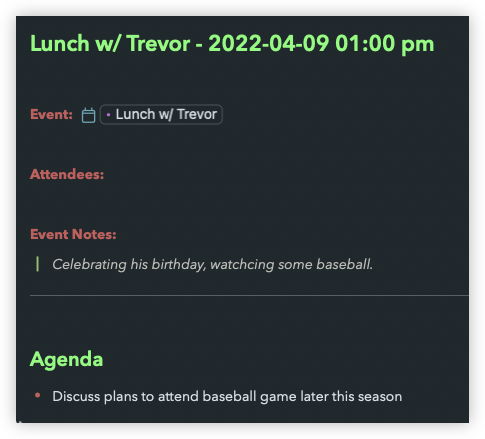 Lunch w/ Trevor - 2022-04-09 01:00 pm
Event: • Lunch w/ Trevor
Attendees:
Event Notes:
Celebrating his birthday, watchcing some baseball.
Agenda
• Discuss plans to attend baseball game later this season